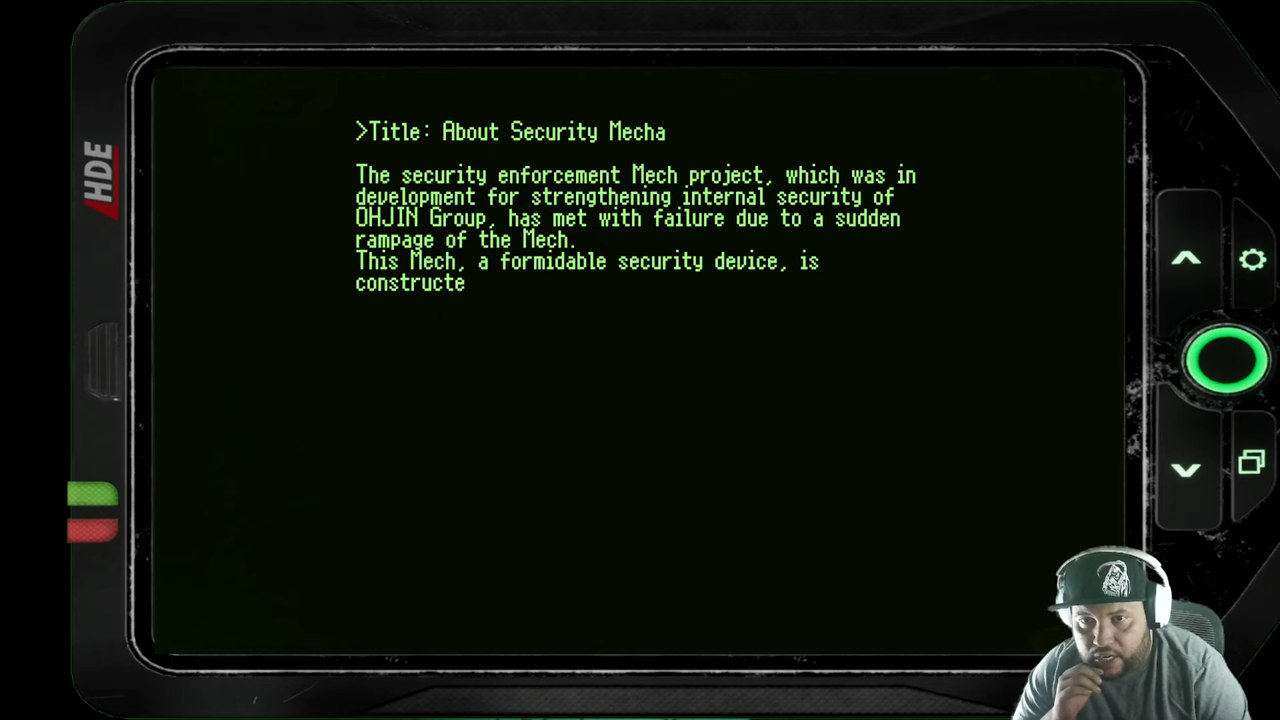 HDE
>Title: About Security Mecha
The security enforcement Mech project, which was in
development for strengthening internal security of
OHJIN Group, has met with failure due to a sudden
rampage of the Mech.
This Mech, a formidable security device, is
constructe